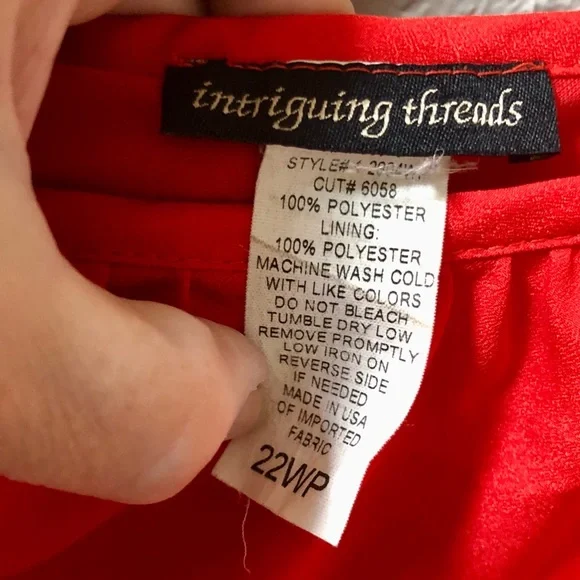 intriguing threads
STYLE#
CUT# 6058
100% POLYESTER
LINING:
100% POLYESTER
MACHINE WASH COLD
WITH LIKE COLORS
DO NOT BLEACH
TUMBLE DRY LOW
REMOVE PROMPTLY
LOW IRON ON
REVERSE SIDE
IF NEEDED
MADE IN USA
OF IMPORTED
FABRIC
22WP